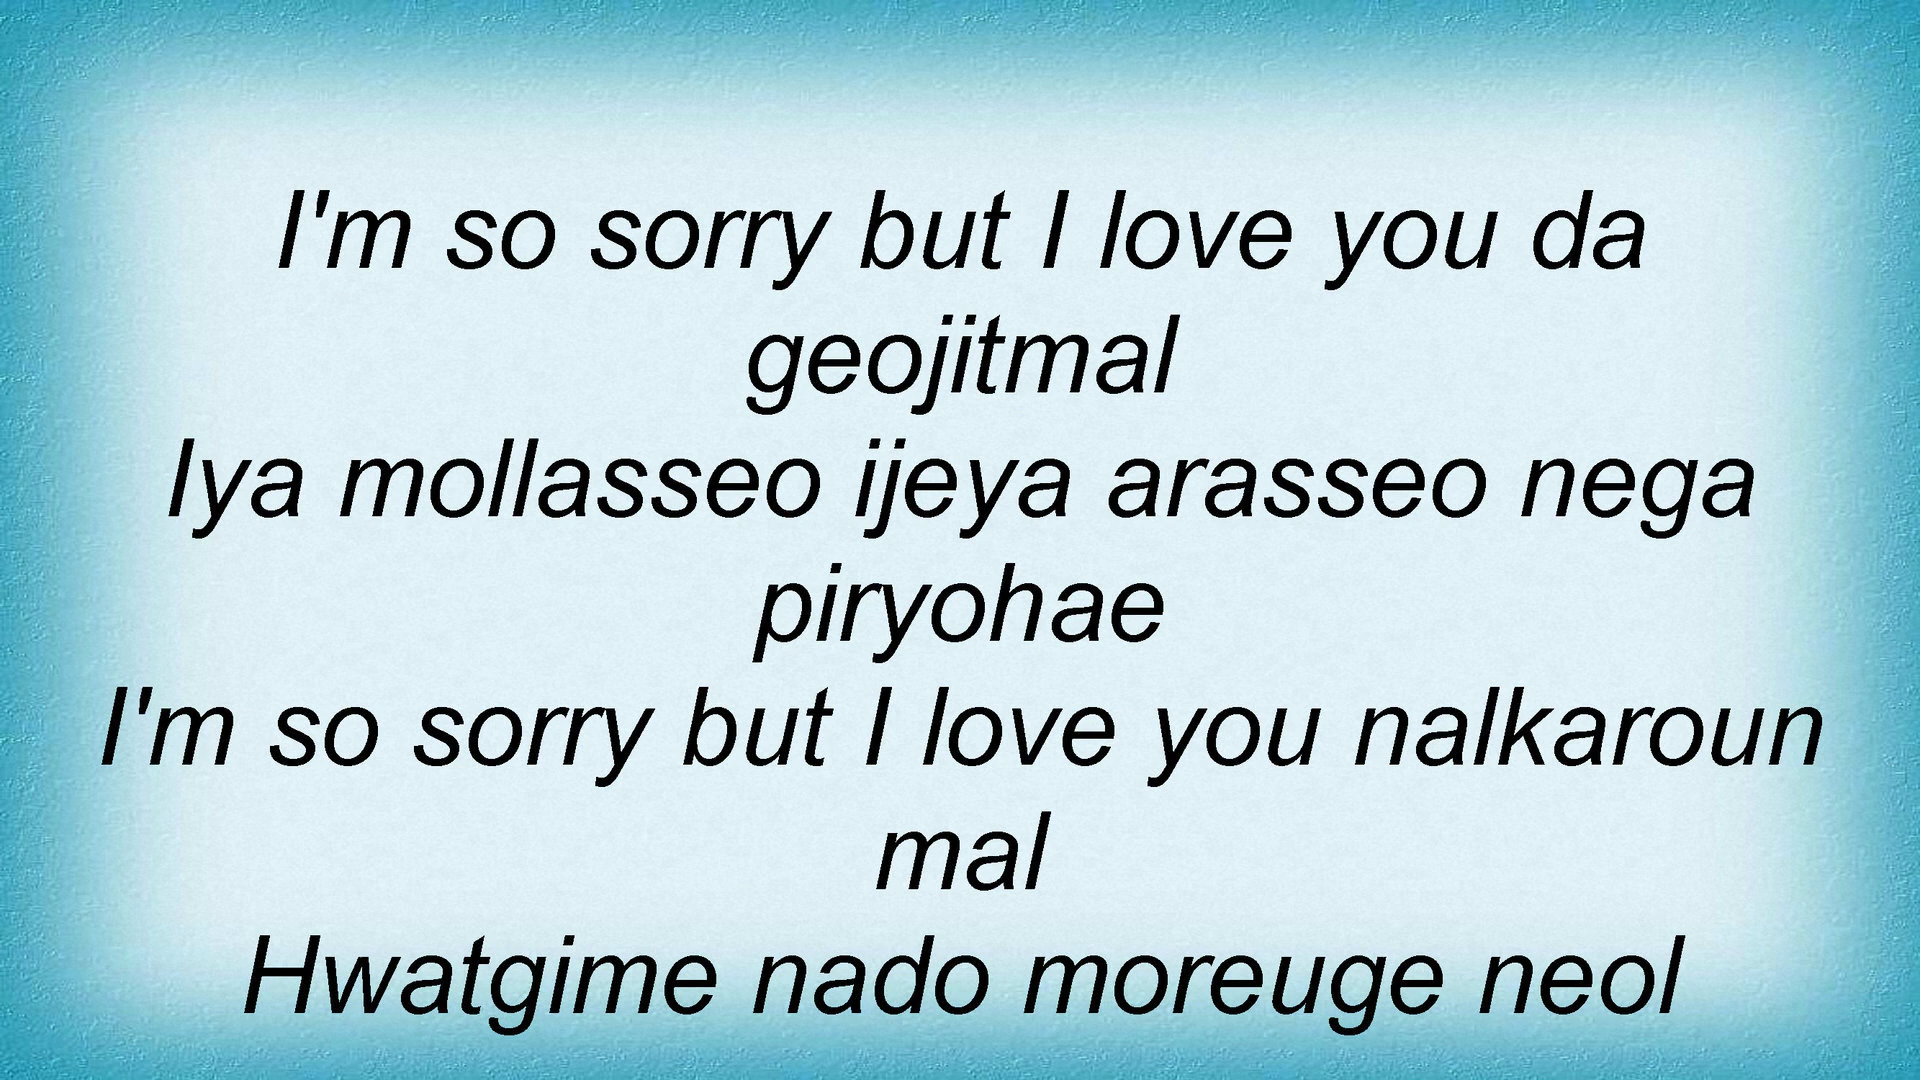 I'm so sorry but I love you da
geojitmal
Iya mollasseo ijeya arasseo nega
piryohae
I'm so sorry but I love you nalkaroun
mal
Hwatgime nado moreuge neol